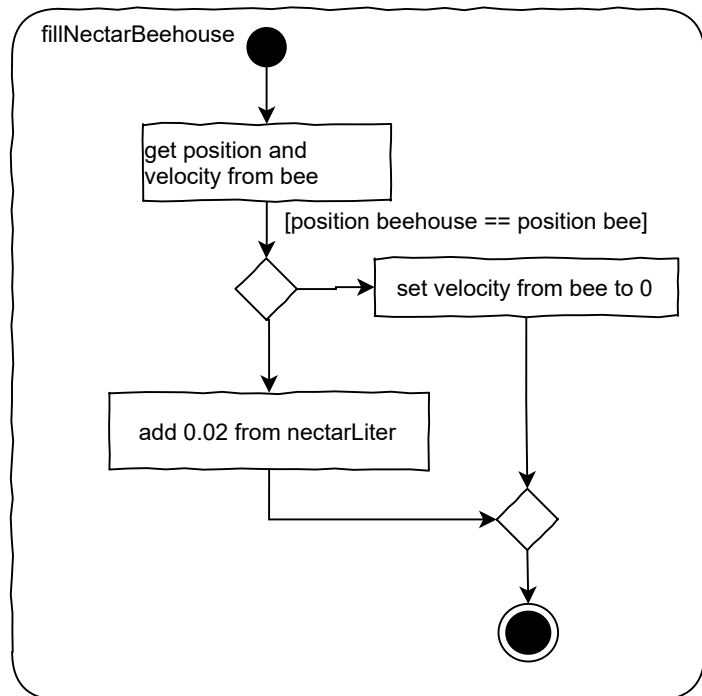 fillNectarBeehouse
get position and
velocity from bee
[position beehouse == position bee]
set velocity from bee to 0
add 0.02 from nectarLiter